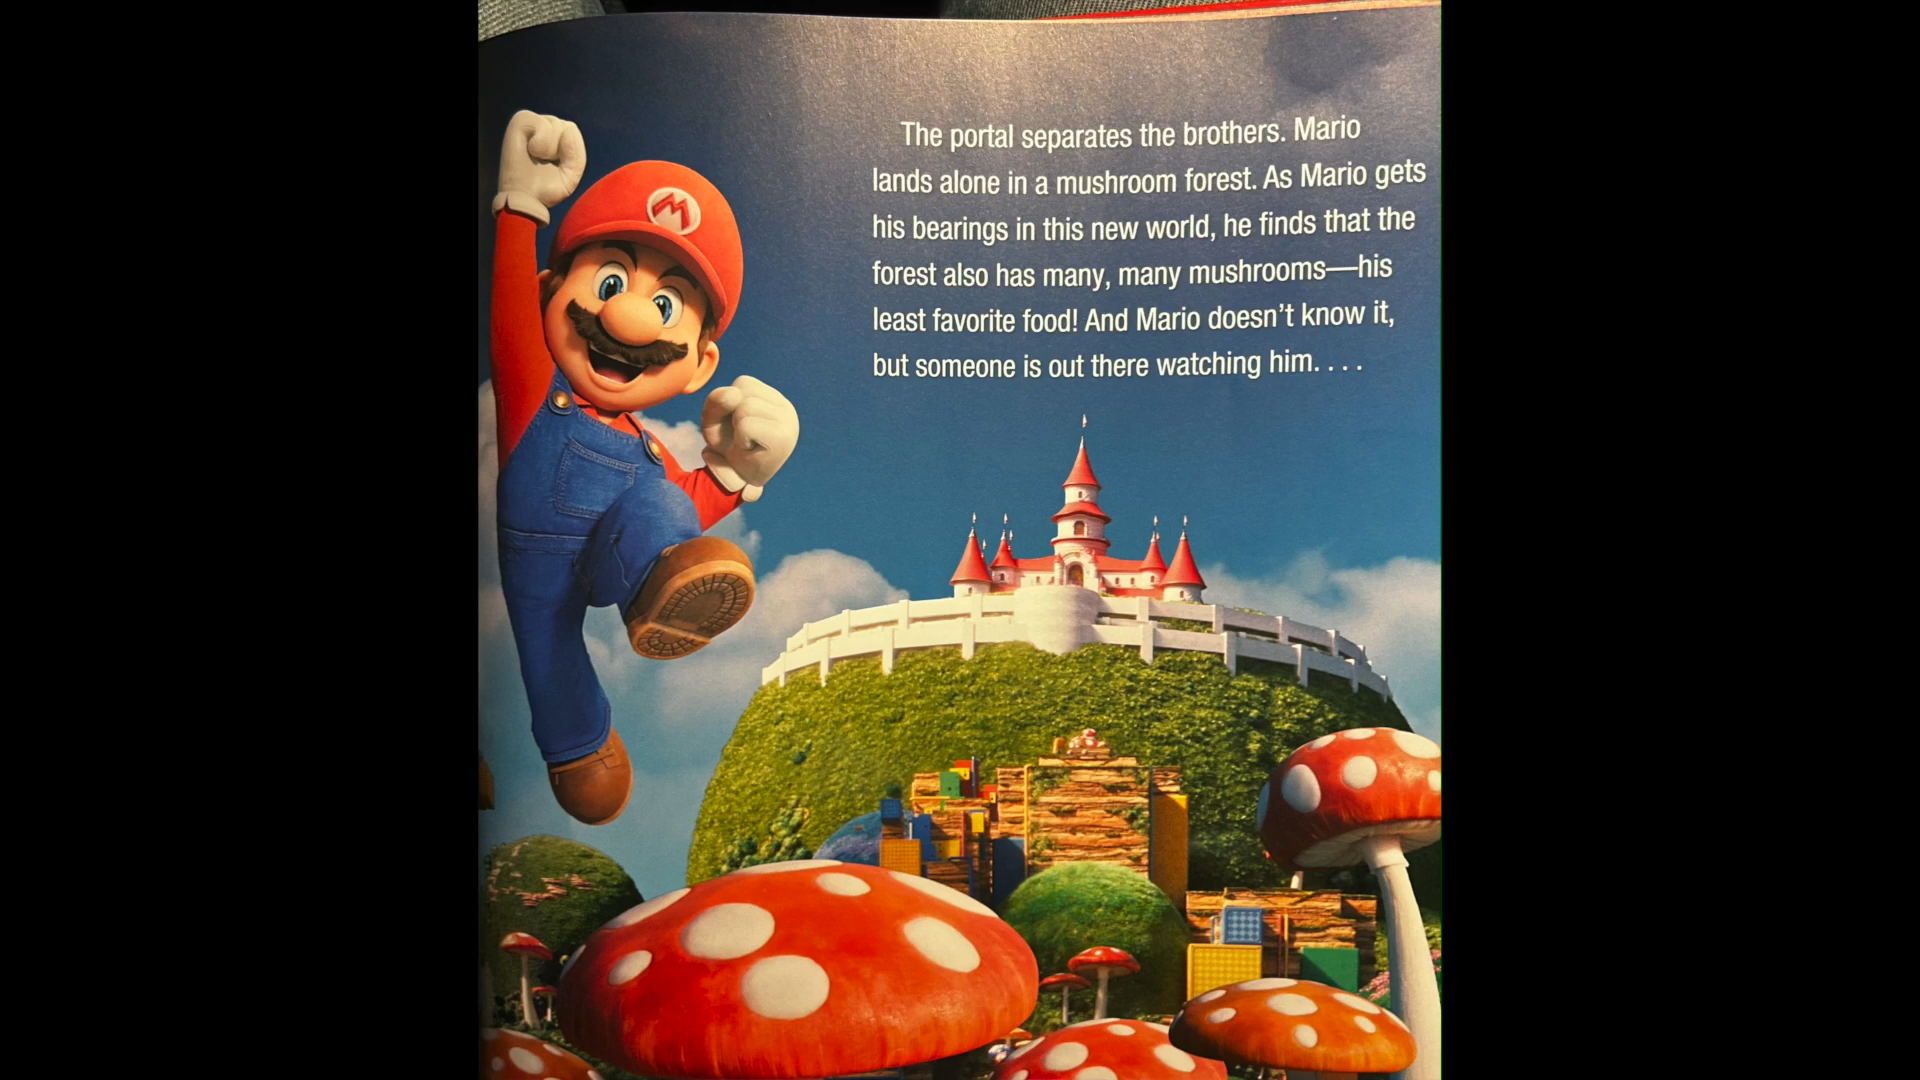 The portal separates the brothers. Mario
lands alone in a mushroom forest. As Mario gets
his bearings in this new world, he finds that the
forest also has many, many mushrooms—his
least favorite food! And Mario doesn't know it,
but someone is out there watching him. . . .
M